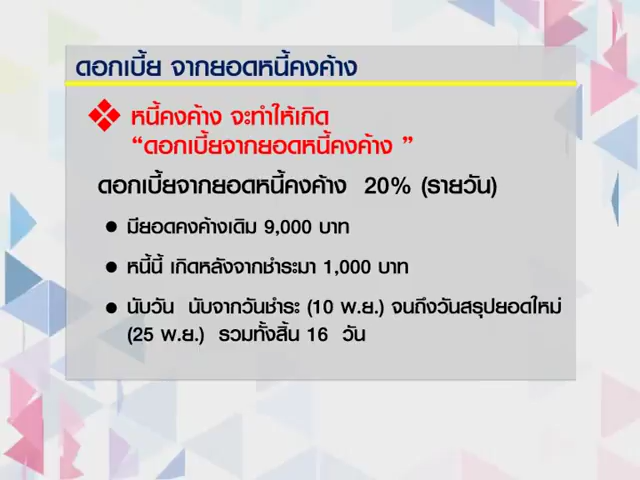 ดอกเบี้ย จากยอดหนี้คงค้าง
หนี้คงค้าง จะทำให้เกิด
“ดอกเบี้ยจากยอดหนี้คงค้าง ”
ดอกเบี้ยจากยอดหนี้คงค้าง 20% (รายวัน)
• มียอดคงค้างเดิม 9,000 บาท
• หนี้นี้ เกิดหลังจากชำระมา 1,000 บาท
• นับวัน นับจากวันชำระ (10 พ.ย.) จนถึงวันสรุปยอดใหม่
(25 พ.ย.) รวมทั้งสิ้น 16 วัน